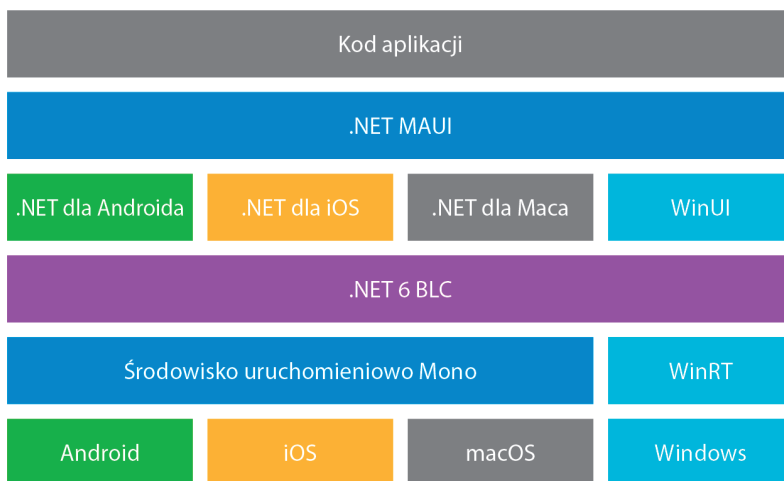 Kod aplikacji
.NET MAUI
.NET dla Androida
.NET dla iOS
.NET dla Maca
WinUI
.NET 6 BLC
Środowisko uruchomieniowo Mono
WinRT
Android
iOS
macOS
Windows